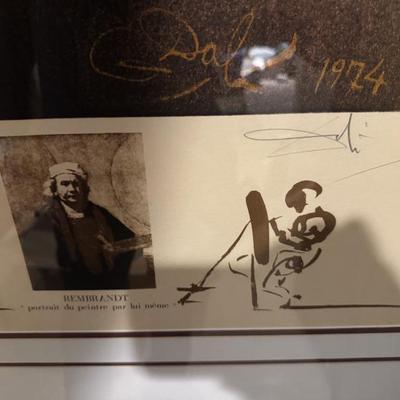 Dalí 1974
Dalí
REMBRANDT
" portrait du peintre par lui même "